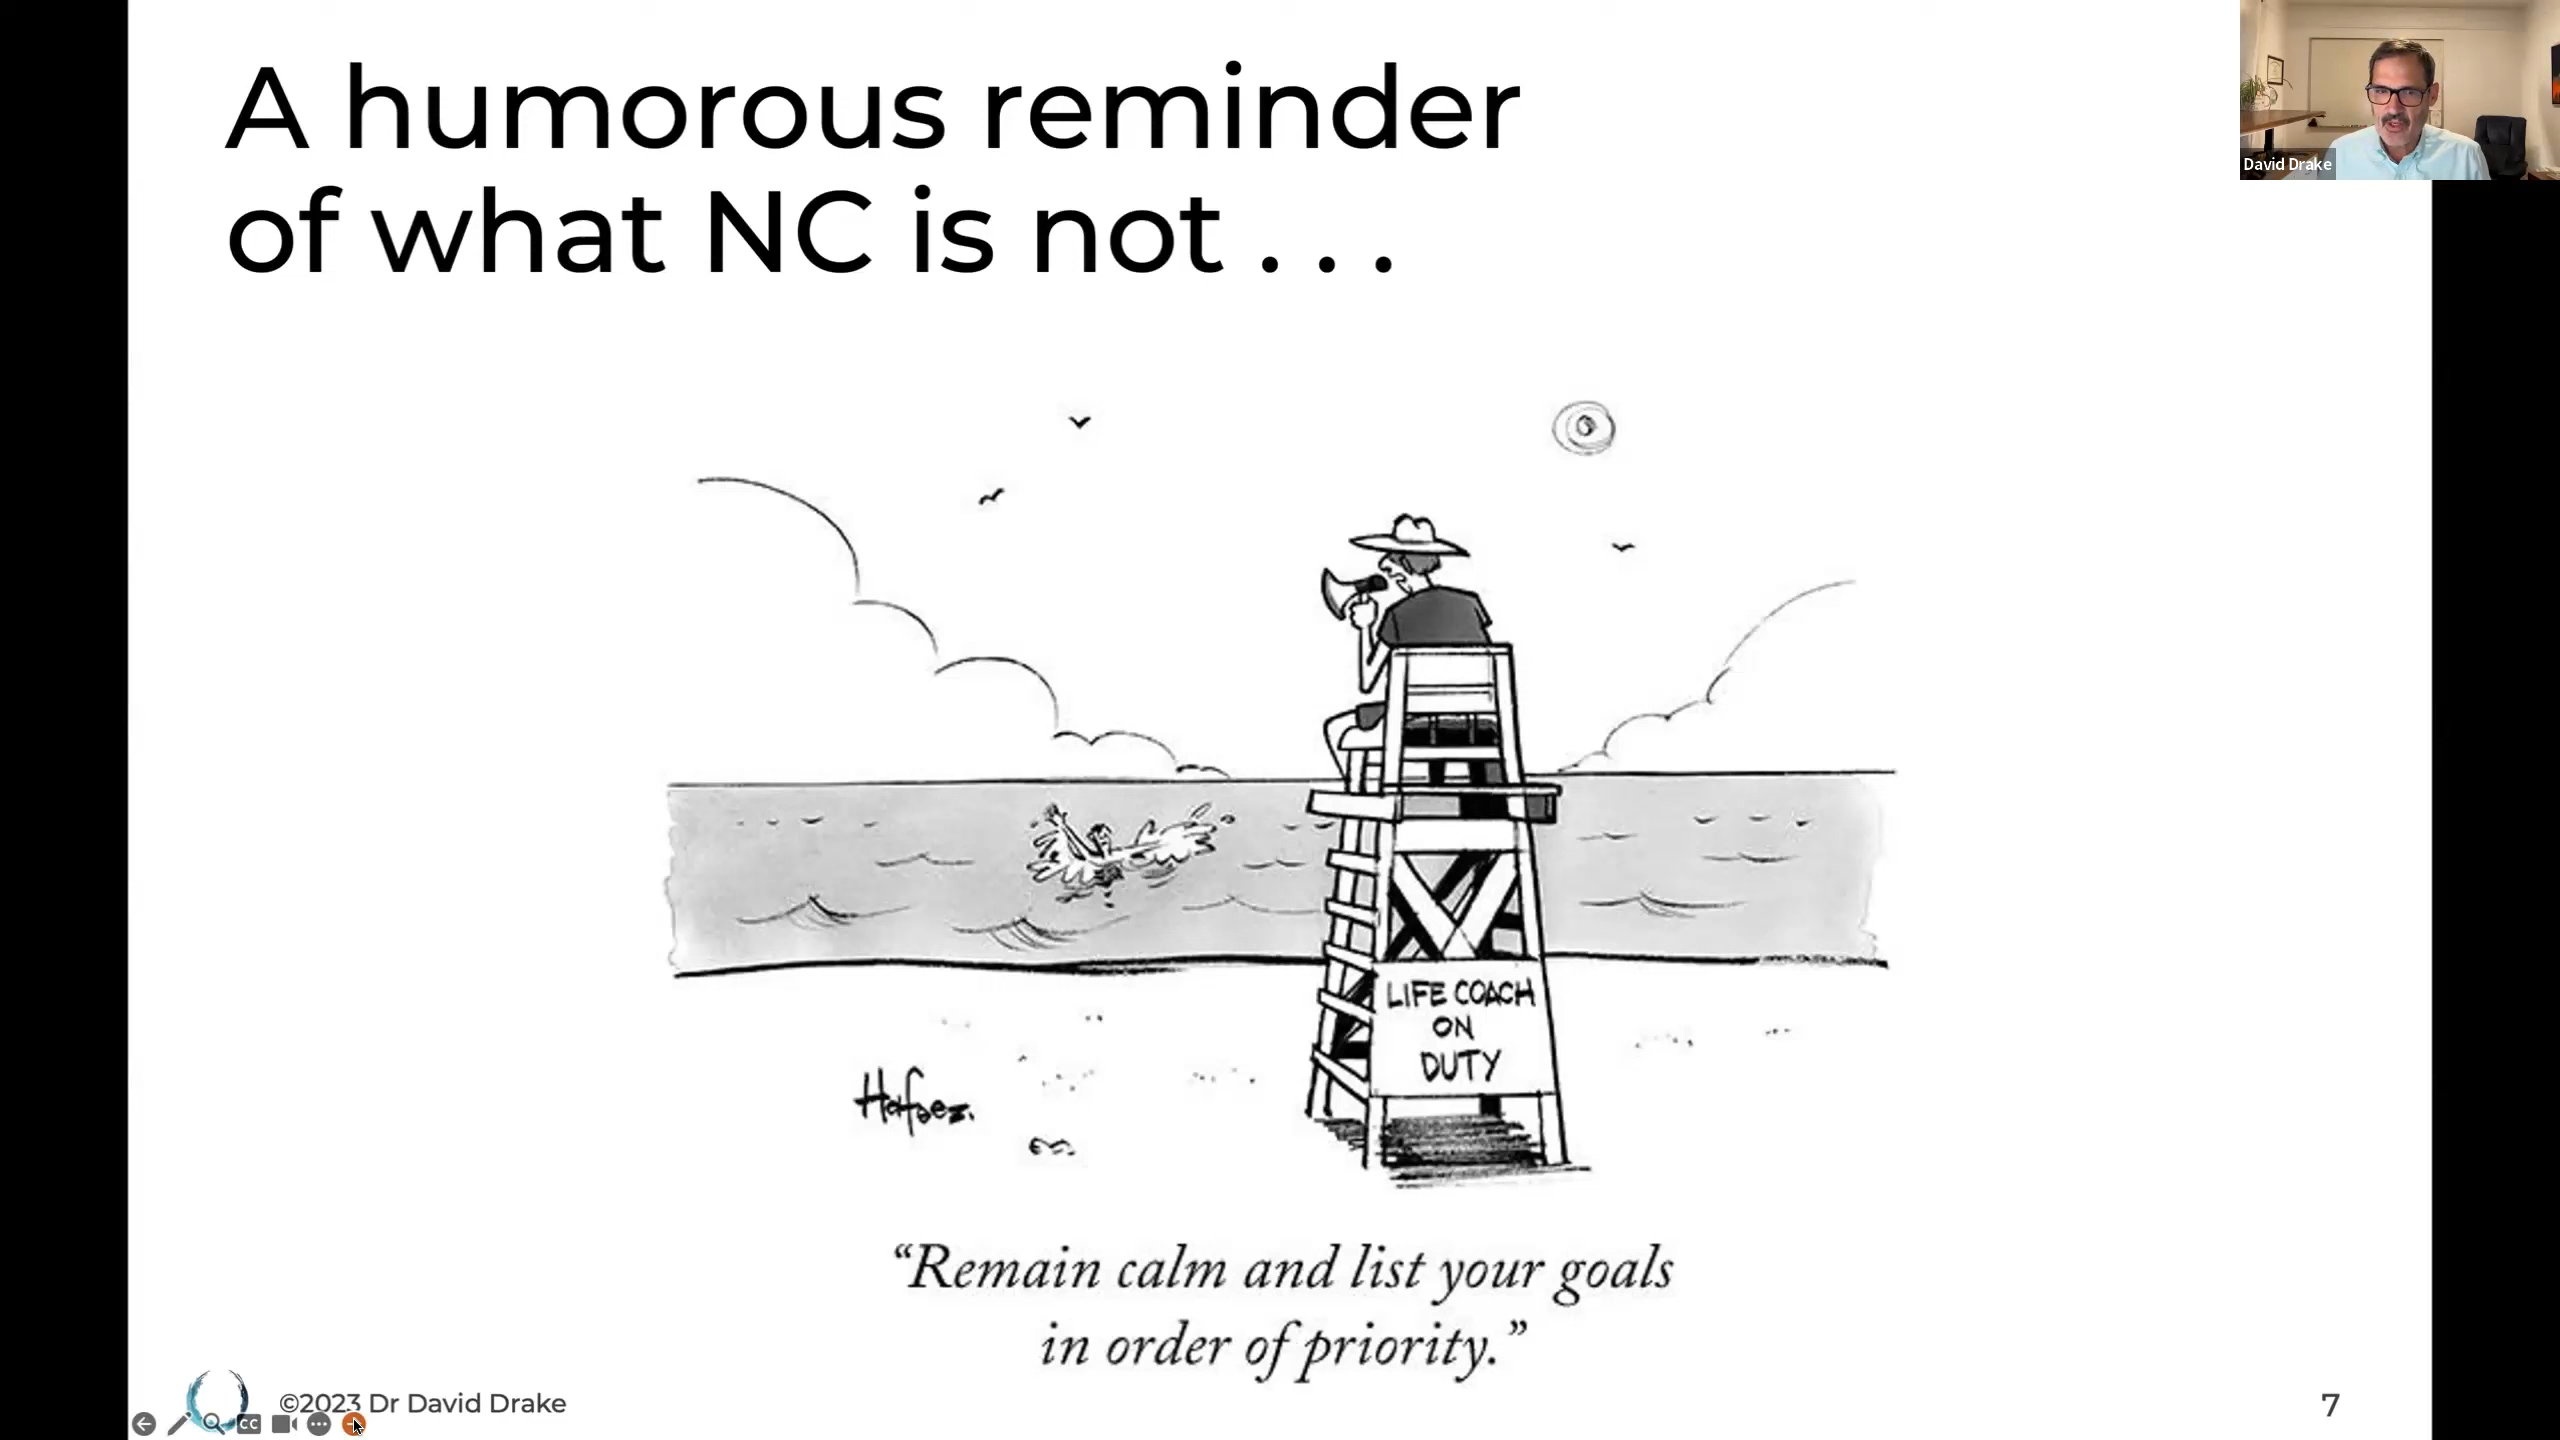 A humorous reminder
of what NC is not . . .
David Drake
LIFE COACH
ON
DUTY
“Remain calm and list your goals
in order of priority.”
©2023 Dr David Drake
CC
7